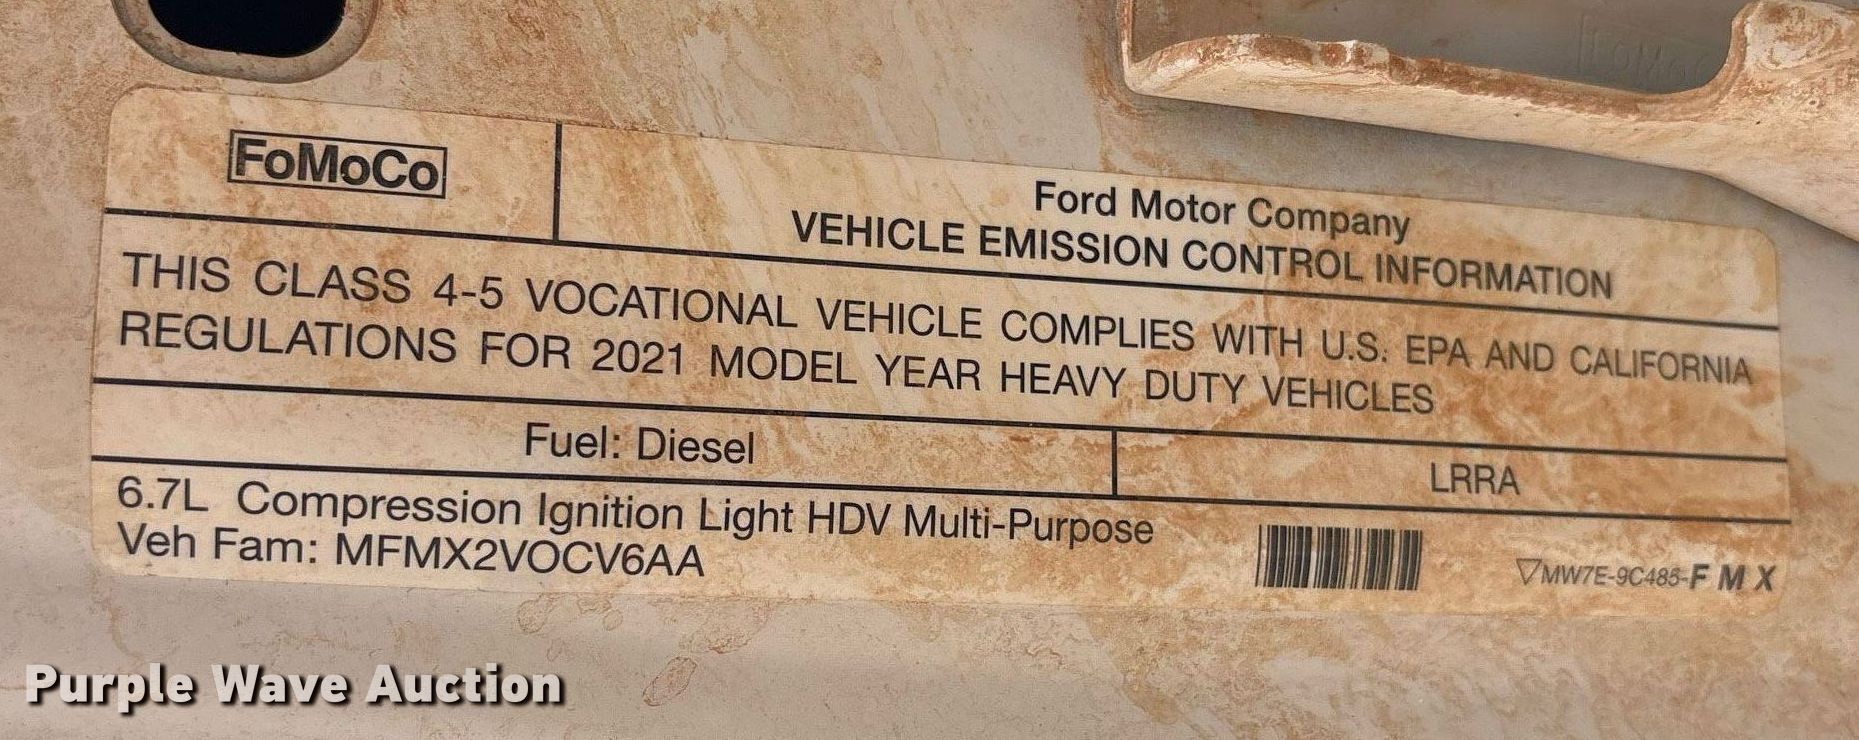 FoMoCo
Ford Motor Company
VEHICLE EMISSION CONTROL INFORMATION
THIS CLASS 4-5 VOCATIONAL VEHICLE COMPLIES WITH U.S. EPA AND CALIFORNIA
REGULATIONS FOR 2021 MODEL YEAR HEAVY DUTY VEHICLES
Fuel: Diesel
LRRA
6.7L Compression Ignition Light HDV Multi-Purpose
Veh Fam: MFMX2VOCV6AA
▽MW7E-9C485-F M X
Purple Wave Auction